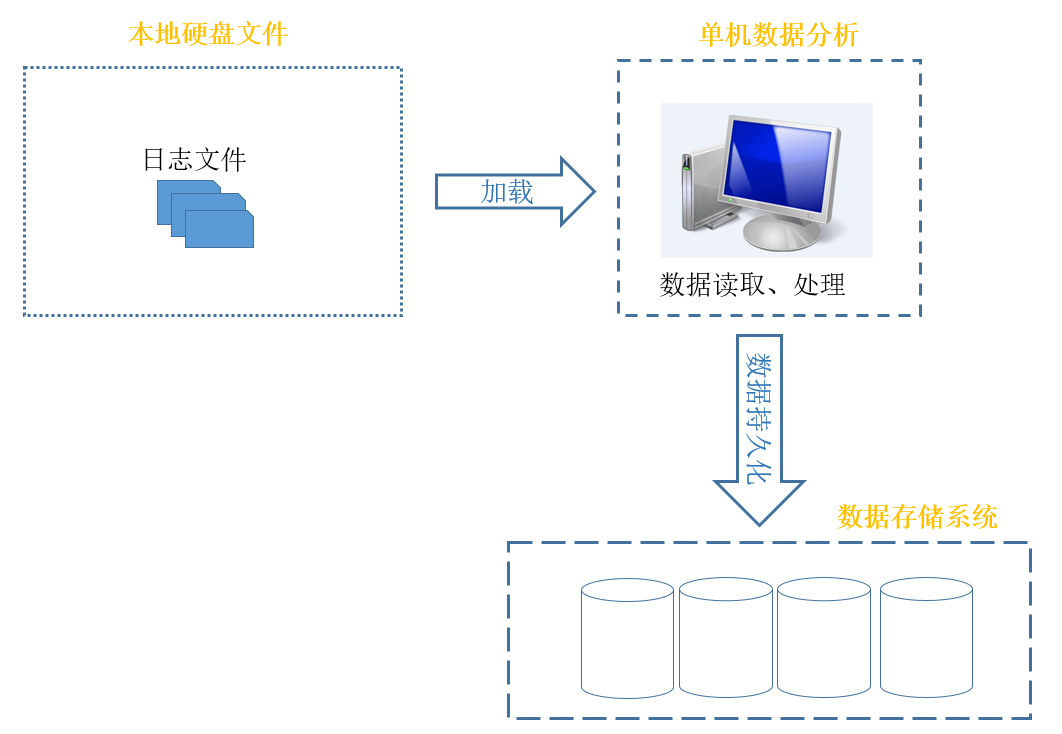 本地硬盘文件
单机数据分析
日志文件
加载
数据读取、处理
数据持久化
数据存储系统